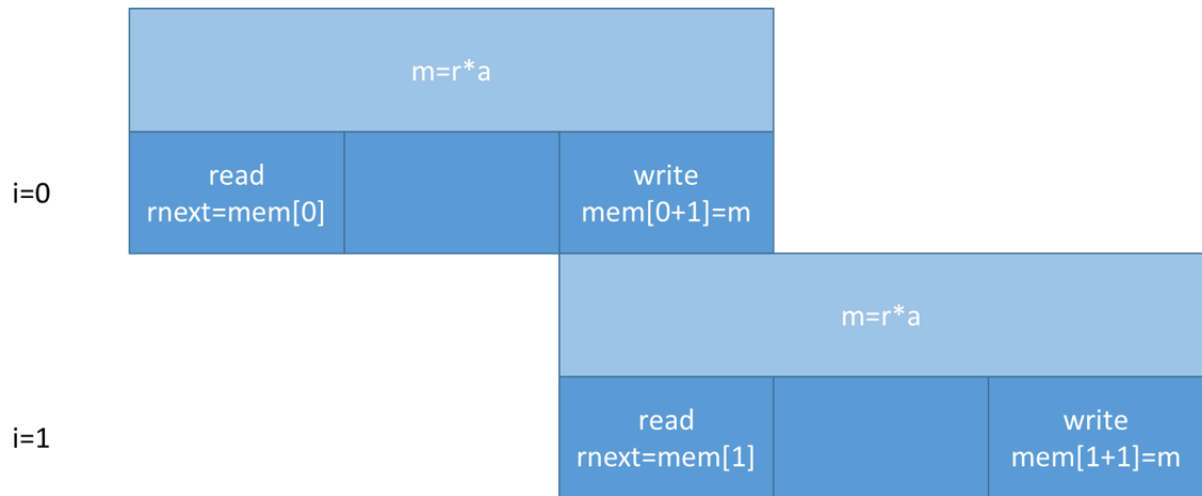 m=r*a
i=0
read
rnext=mem[0]
write
mem[0+1]=m
m=r*a
i=1
read
rnext=mem[1]
write
mem[1+1]=m